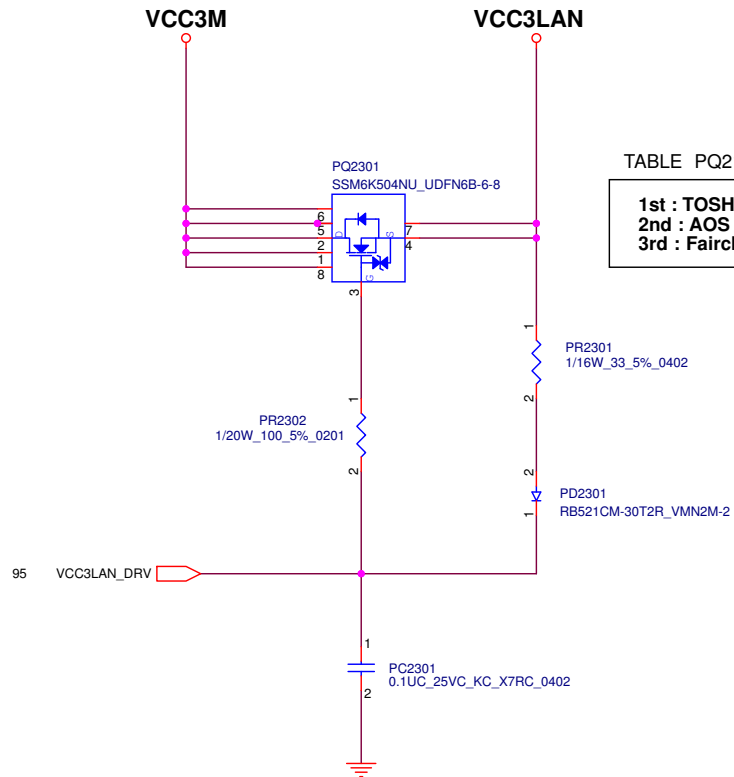 VCC3M
VCC3LAN
PQ2301
SSM6K504NU_UDFN6B-6-8
TABLE PQ2
1st : TOSH
2nd : AOS
3rd : Fairc
6
5
2
1
8
D
S
G
7
4
3
1
PR2301
1/16W_33_5%_0402
2
1
PR2302
1/20W_100_5%_0201
2
2
PD2301
RB521CM-30T2R_VMN2M-2
1
95 VCC3LAN_DRV
1
PC2301
0.1UC_25VC_KC_X7RC_0402
2